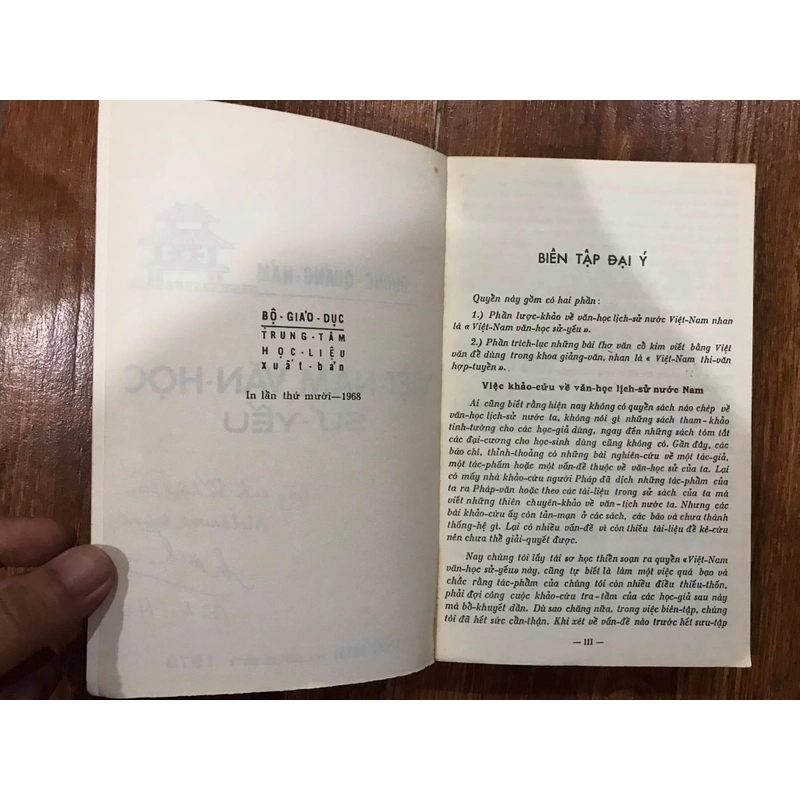 BỘ-GIÁO-DỤC
TRUNG-TÂM
HỌC-LIỆU
xuất-bản
In lần thứ mười—1968
BIÊN TẬP ĐẠI Ý
Quyển này gồm có hai phần :
1.) Phần lược-khảo về văn-học lịch-sử nước Việt-Nam nhan
là « Việt-Nam văn-học sử-yếu ».
2.) Phần trích-lục những bài thơ văn cổ kim viết bằng Việt
văn để dùng trong khoa giảng-văn, nhan là « Việt-Nam thi-văn
hợp-tuyển ».
Việc khảo-cứu về văn-học lịch-sử nước Nam
Ai cũng biết rằng hiện nay không có quyển sách nào chép về
văn-học lịch-sử nước ta, không nói gì những sách tham-khảo
tinh-tường cho các học-giả dùng, ngay đến những sách tóm tắt
các đại-cương cho học-sinh dùng cũng không có. Gần đây, các
báo chí, thỉnh-thoảng có những bài nghiên-cứu về một tác-giả,
một tác-phẩm hoặc một vấn-đề thuộc về văn-học sử của ta. Lại
có mấy nhà khảo-cứu người Pháp đã dịch những tác-phẩm của
ta ra Pháp-văn hoặc theo các tài-liệu trong sử sách của ta mà
viết những thiên chuyên-khảo về văn-tịch nước ta. Nhưng các
bài khảo-cứu ấy còn tản-mạn ở các sách, các báo và chưa thành
thống-hệ gì. Lại có nhiều vấn-đề vì còn thiếu tài-liệu để kê-cứu
nên chưa thể giải-quyết được.
Nay chúng tôi lấy tài sơ học thiển soạn ra quyển «Việt-Nam
văn-học sử-yếu» này, cũng tự biết là làm một việc quá bạo và
chắc rằng tác-phẩm của chúng tôi còn nhiều điều thiếu-thốn,
phải đợi công cuộc khảo-cứu tra-tầm của các học-giả sau này
mà bổ-khuyết dần. Dù sao chăng nữa, trong việc biên-tập, chúng
tôi đã hết sức cẩn-thận. Khi xét về vấn-đề nào trước hết sưu-tập
— III —